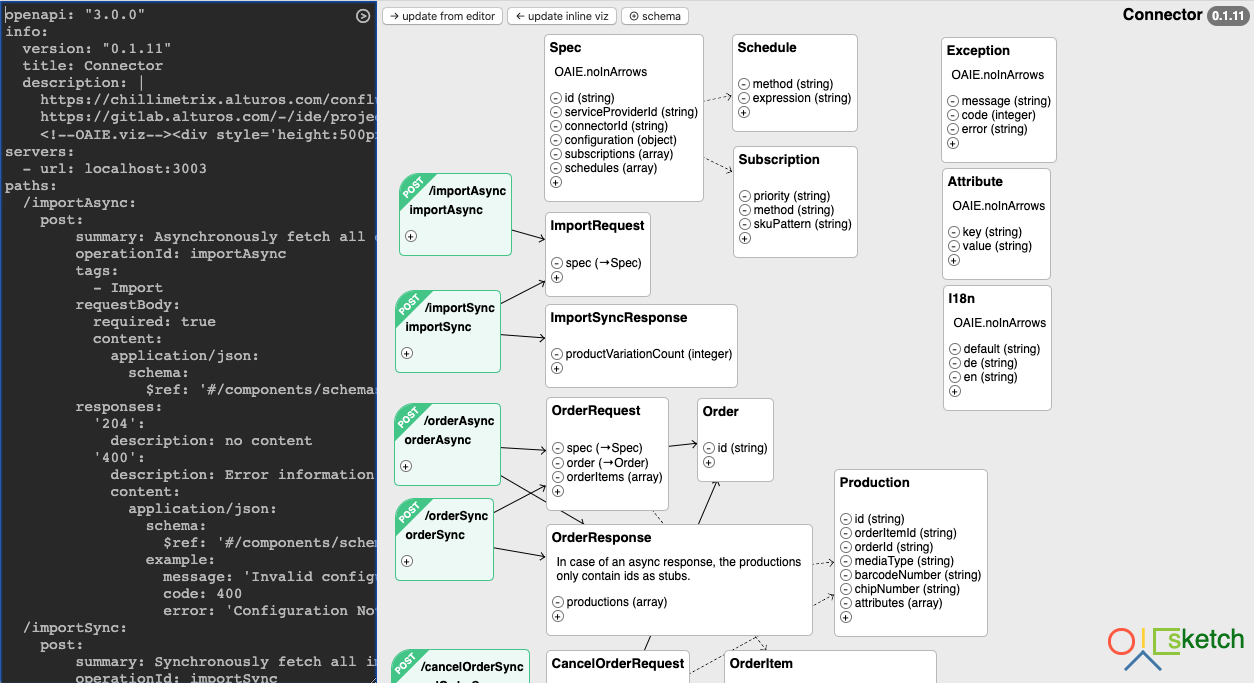 openapi: "3.0.0"
info:
version: "0.1.11"
title: Connector
description: |
https://chillimetrix.alturos.com/conflu
https://gitlab.alturos.com/-/ide/projec
<!--OAIE.viz--><div style='height:500px
servers:
- url: localhost:3003
paths:
/importAsync:
post:
summary: Asynchronously fetch all
operationId: importAsync
tags:
- Import
requestBody:
required: true
content:
application/json:
schema:
$ref: '#/components/schemas
responses:
'204':
description: no content
'400':
description: Error information
content:
application/json:
schema:
$ref: '#/components/schem
example:
message: 'Invalid config
code: 400
error: 'Configuration No
/importSync:
post:
summary: Synchronously fetch all i
operationId: importSync
→ update from editor
← update inline viz
schema
Connector 0.1.11
Spec
OAIE.noInArrows
id (string)
serviceProviderId (string)
connectorId (string)
configuration (object)
subscriptions (array)
schedules (array)
Schedule
method (string)
expression (string)
Exception
OAIE.noInArrows
message (string)
code (integer)
error (string)
Subscription
priority (string)
method (string)
skuPattern (string)
Attribute
OAIE.noInArrows
key (string)
value (string)
POST
/importAsync
importAsync
ImportRequest
spec (→Spec)
I18n
OAIE.noInArrows
default (string)
de (string)
en (string)
POST
/importSync
importSync
ImportSyncResponse
productVariationCount (integer)
POST
/orderAsync
orderAsync
OrderRequest
spec (→Spec)
order (→Order)
orderItems (array)
Order
id (string)
POST
/orderSync
orderSync
OrderResponse
In case of an async response, the productions
only contain ids as stubs.
productions (array)
Production
id (string)
orderItemId (string)
orderId (string)
mediaType (string)
barcodeNumber (string)
chipNumber (string)
attributes (array)
POST
/cancelOrderSync
CancelOrderRequest
OrderItem
sketch